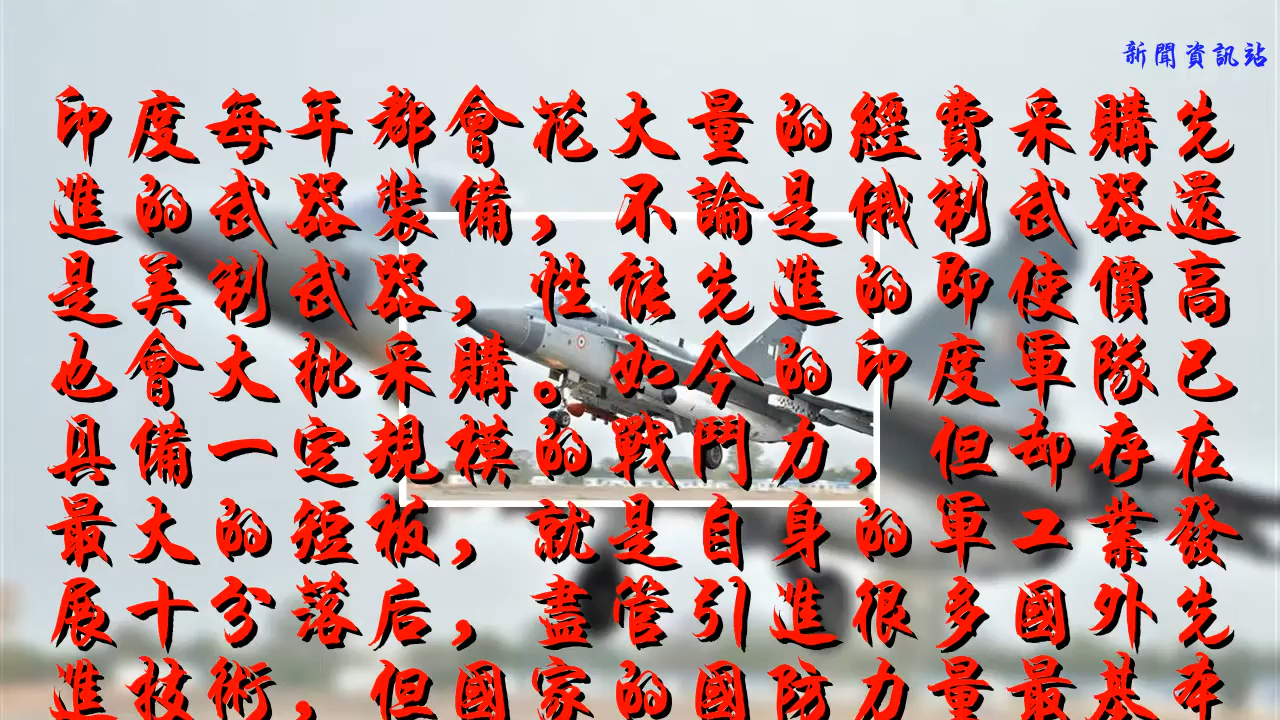 新聞資訊站
印度每年都會花大量的經費采購先
進的武器裝備，不論是俄制武器還
是美制武器，性能先進的即使價高
也會大批采購。如今的印度軍隊已
具備一定規模的戰鬥力，但却存在
最大的短板，就是自身的軍工業發
展十分落后，盡管引進很多國外先
進技術，但國家的國防力量最基本